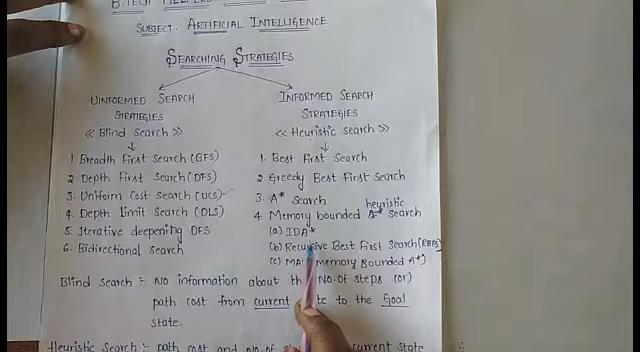 B.TECH HELPERS
SUBJECT: ARTIFICIAL INTELLIGENCE
SEARCHING STRATEGIES
UNIFORMED SEARCH STRATEGIES
<< Blind Search >>
1 Breadth First Search (BFS)
2 Depth First Search (DFS)
3 Uniform Cost Search (UCS)
4 Depth Limit Search (DLS)
5 Iterative deepening DFS
6. Bidirectional Search
INFORMED SEARCH
STRATEGIES
<< Heuristic Search >>
1. Best First Search
2 Greedy Best First Search
3. A* Search
4. Memory bounded heuristic search
(a) IDA*
(b) Recursive Best First Search (RBFS)
(c) MA* (memory Bounded A*)
Blind Search :- No information about the No. of steps (or)
path cost from current state to the Goal
state.
Heuristic Search :- path cost and no. of current state